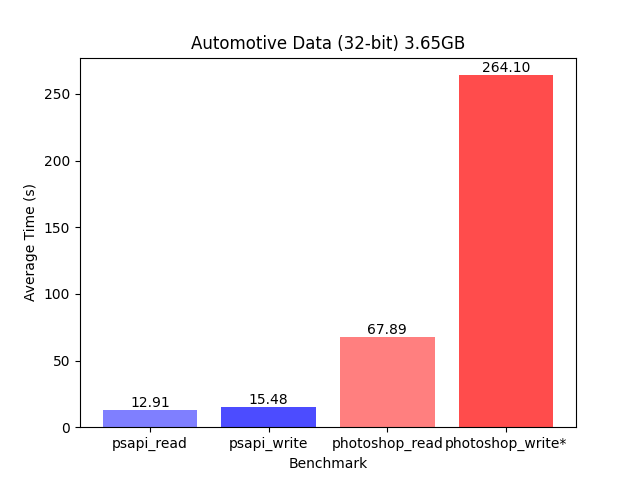 Automotive Data (32-bit) 3.65GB
264.10
250
200
150
100
67.89
50
15.48
12.91
0
Average Time (s)
psapi_read psapi_write photoshop_read photoshop_write*
Benchmark